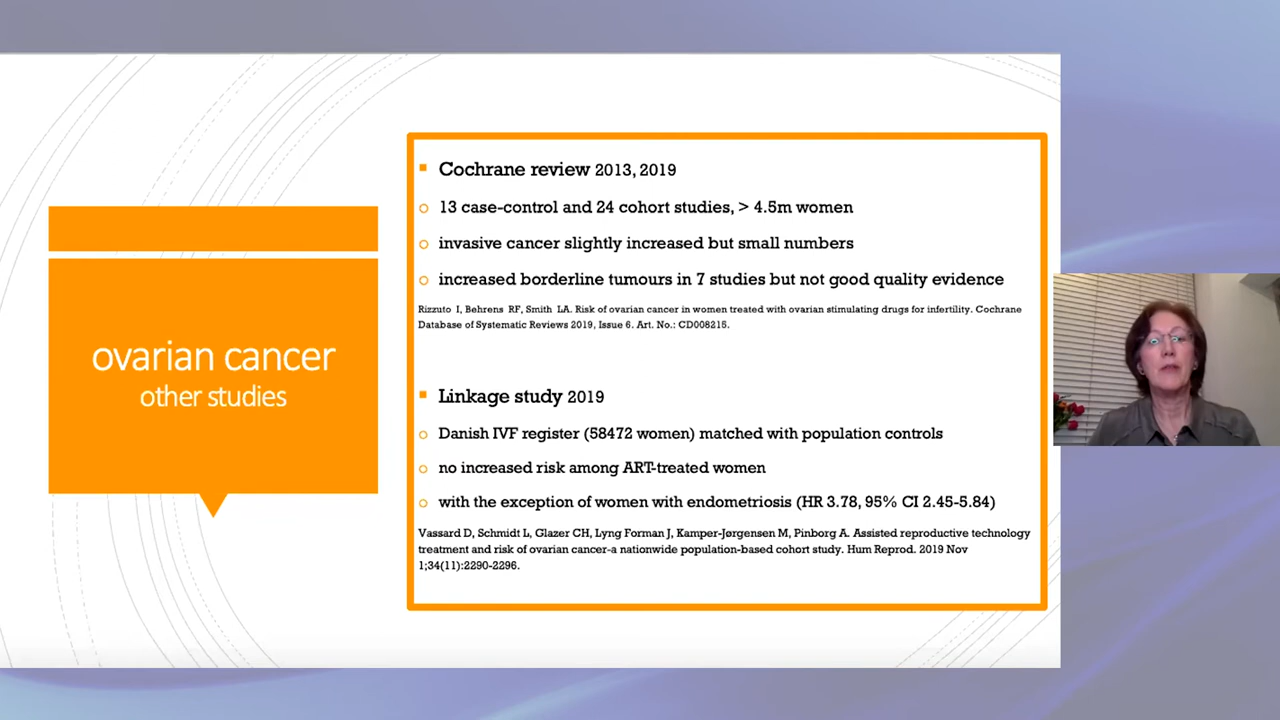 ovarian cancer
other studies
Cochrane review 2013, 2019
13 case-control and 24 cohort studies, > 4.5m women
invasive cancer slightly increased but small numbers
increased borderline tumours in 7 studies but not good quality evidence
Rizzuto I, Behrens RF, Smith LA. Risk of ovarian cancer in women treated with ovarian stimulating drugs for infertility. Cochrane
Database of Systematic Reviews 2019, Issue 6. Art. No.: CD008215.
Linkage study 2019
Danish IVF register (58472 women) matched with population controls
no increased risk among ART-treated women
with the exception of women with endometriosis (HR 3.78, 95% CI 2.45-5.84)
Vassard D, Schmidt L, Glazer CH, Lyng Forman J, Kamper-Jørgensen M, Pinborg A. Assisted reproductive technology
treatment and risk of ovarian cancer-a nationwide population-based cohort study. Hum Reprod. 2019 Nov
1;34(11):2290-2296.